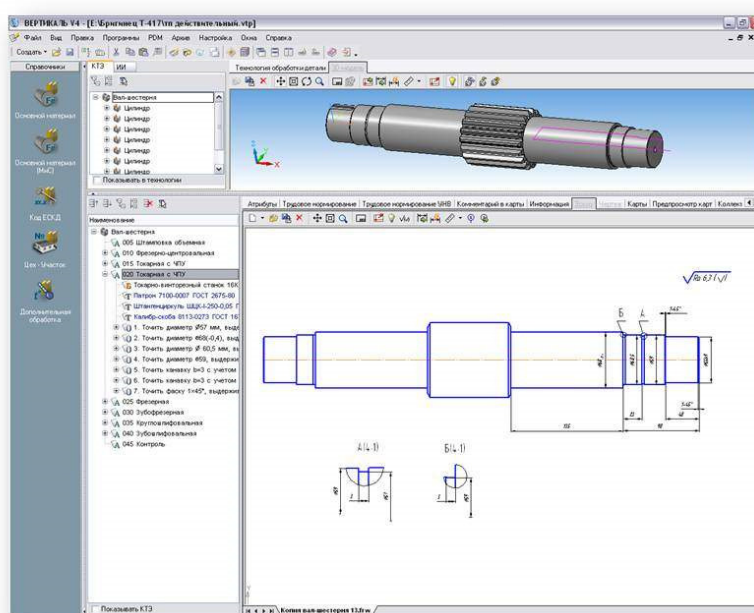 ВЕРТИКАЛЬ V4 - [E:\Бригинец Т-417\тп действительный.vtp]
Файл Вид Правка Программы PDM Архив Настройка Окна Справка
Создать
Справочники
КТЭ ИИ
Технология обработки детали
Вал-шестерня
Цилиндр
Цилиндр
Цилиндр
Цилиндр
Цилиндр
Цилиндр
Показывать в технологии
Основной материал
Основной материал (МиС)
Код ЕСКД
Цех - Участок
Дополнительная обработка
Атрибуты Трудовое нормирование Трудовое нормирование ЧНВ Комментарий в карты Информация Карты Предпросмотр карт
Наименование
Вал-шестерня
005 Штамповка объемная
010 Фрезерно-центровальная
015 Токарная с ЧПУ
020 Токарная с ЧПУ
Токарно-винторезный станок 16К
Патрон 7100-0007 ГОСТ 2675-80
Штангенциркуль ШЦК-I-250-0,05 Г
Калибр-скоба 8113-0273 ГОСТ 16
1. Точить диаметр Ø57 мм, выде
2. Точить диаметр Ø68(-0,4), выд
3. Точить диаметр Ø 60,5 мм, вы
4. Точить диаметр Ø59, выдержи
5. Точить канавку b=3 с учетом
6. Точить канавку b=3 с учетом
7. Точить фаску 1×45°, выдержив
025 Фрезерная
030 Зубофрезерная
035 Круглошлифовальная
040 Зубошлифовальная
045 Контроль
Ra 6,3 (√)
Б А
А(4:1) Б(4:1)
Показывать КТЭ
Копия вал-шестерня 13.frw